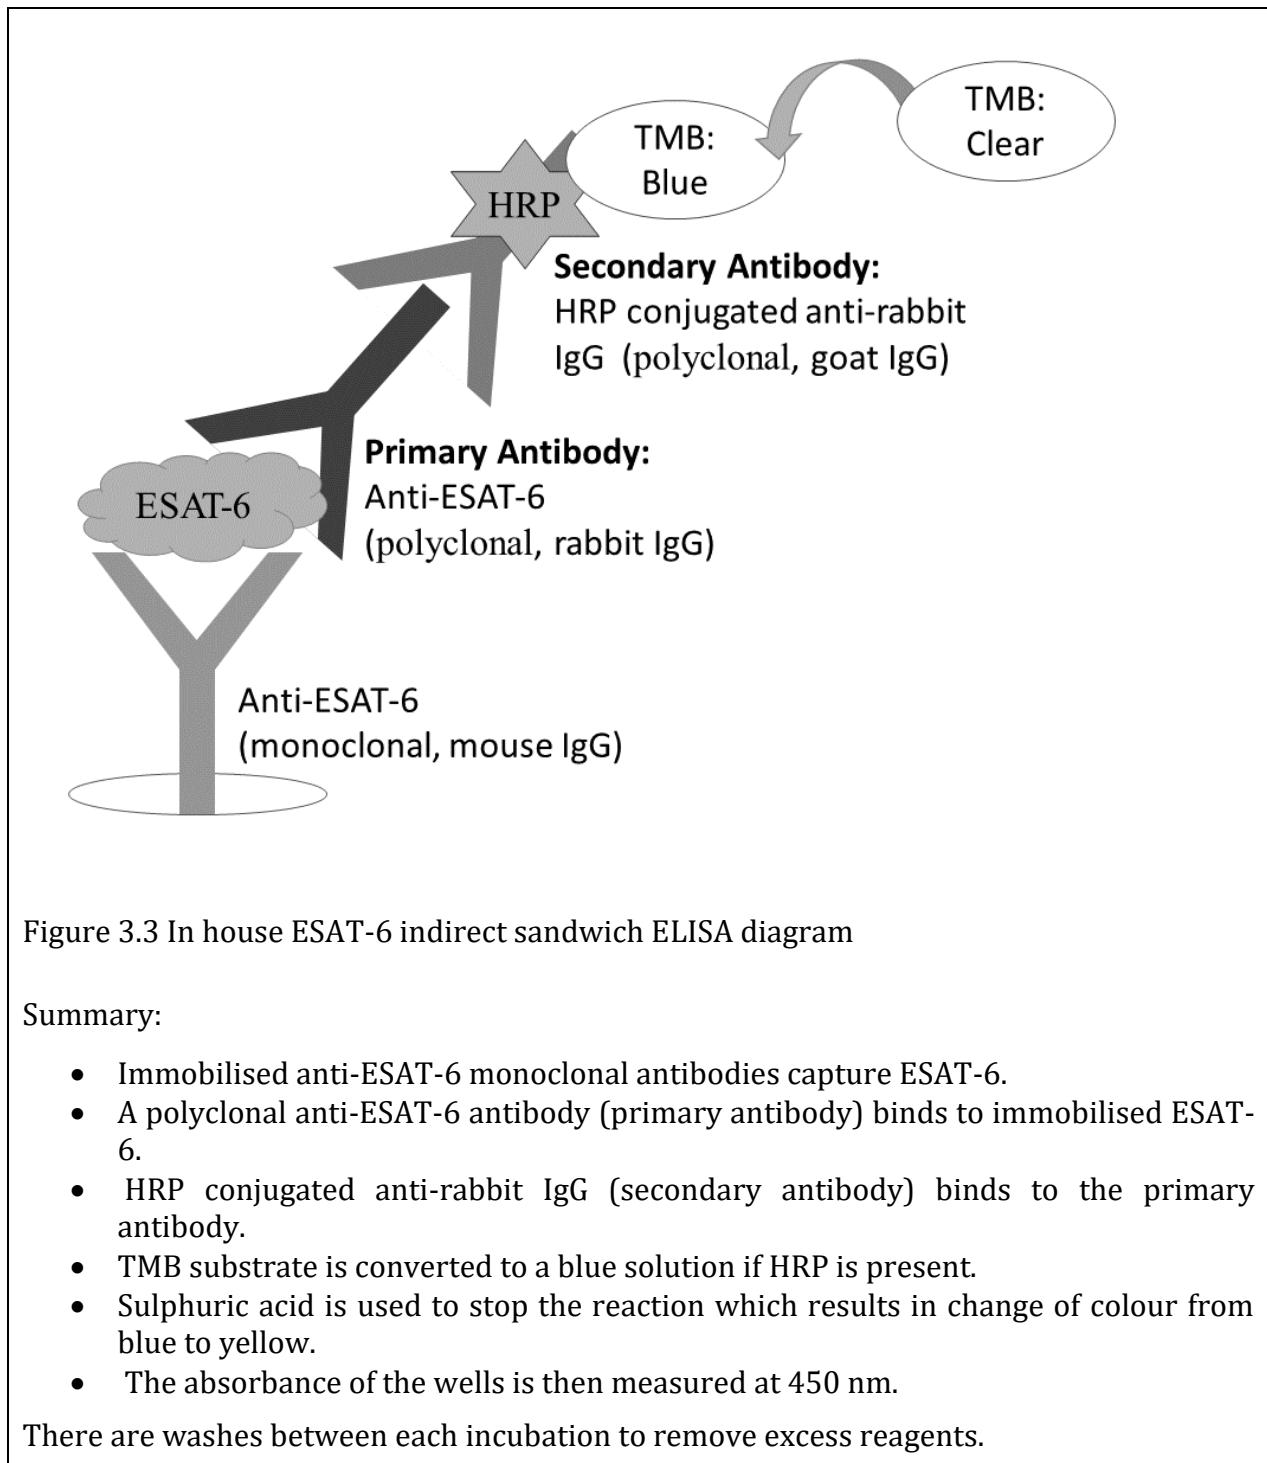 TMB:
Blue
TMB:
Clear
HRP
Secondary Antibody:
HRP conjugated anti-rabbit
IgG (polyclonal, goat IgG)
Primary Antibody:
Anti-ESAT-6
(polyclonal, rabbit IgG)
ESAT-6
Anti-ESAT-6
(monoclonal, mouse IgG)
Figure 3.3 In house ESAT-6 indirect sandwich ELISA diagram
Summary:
• Immobilised anti-ESAT-6 monoclonal antibodies capture ESAT-6.
• A polyclonal anti-ESAT-6 antibody (primary antibody) binds to immobilised ESAT-
6.
• HRP conjugated anti-rabbit IgG (secondary antibody) binds to the primary
antibody.
• TMB substrate is converted to a blue solution if HRP is present.
• Sulphuric acid is used to stop the reaction which results in change of colour from
blue to yellow.
• The absorbance of the wells is then measured at 450 nm.
There are washes between each incubation to remove excess reagents.